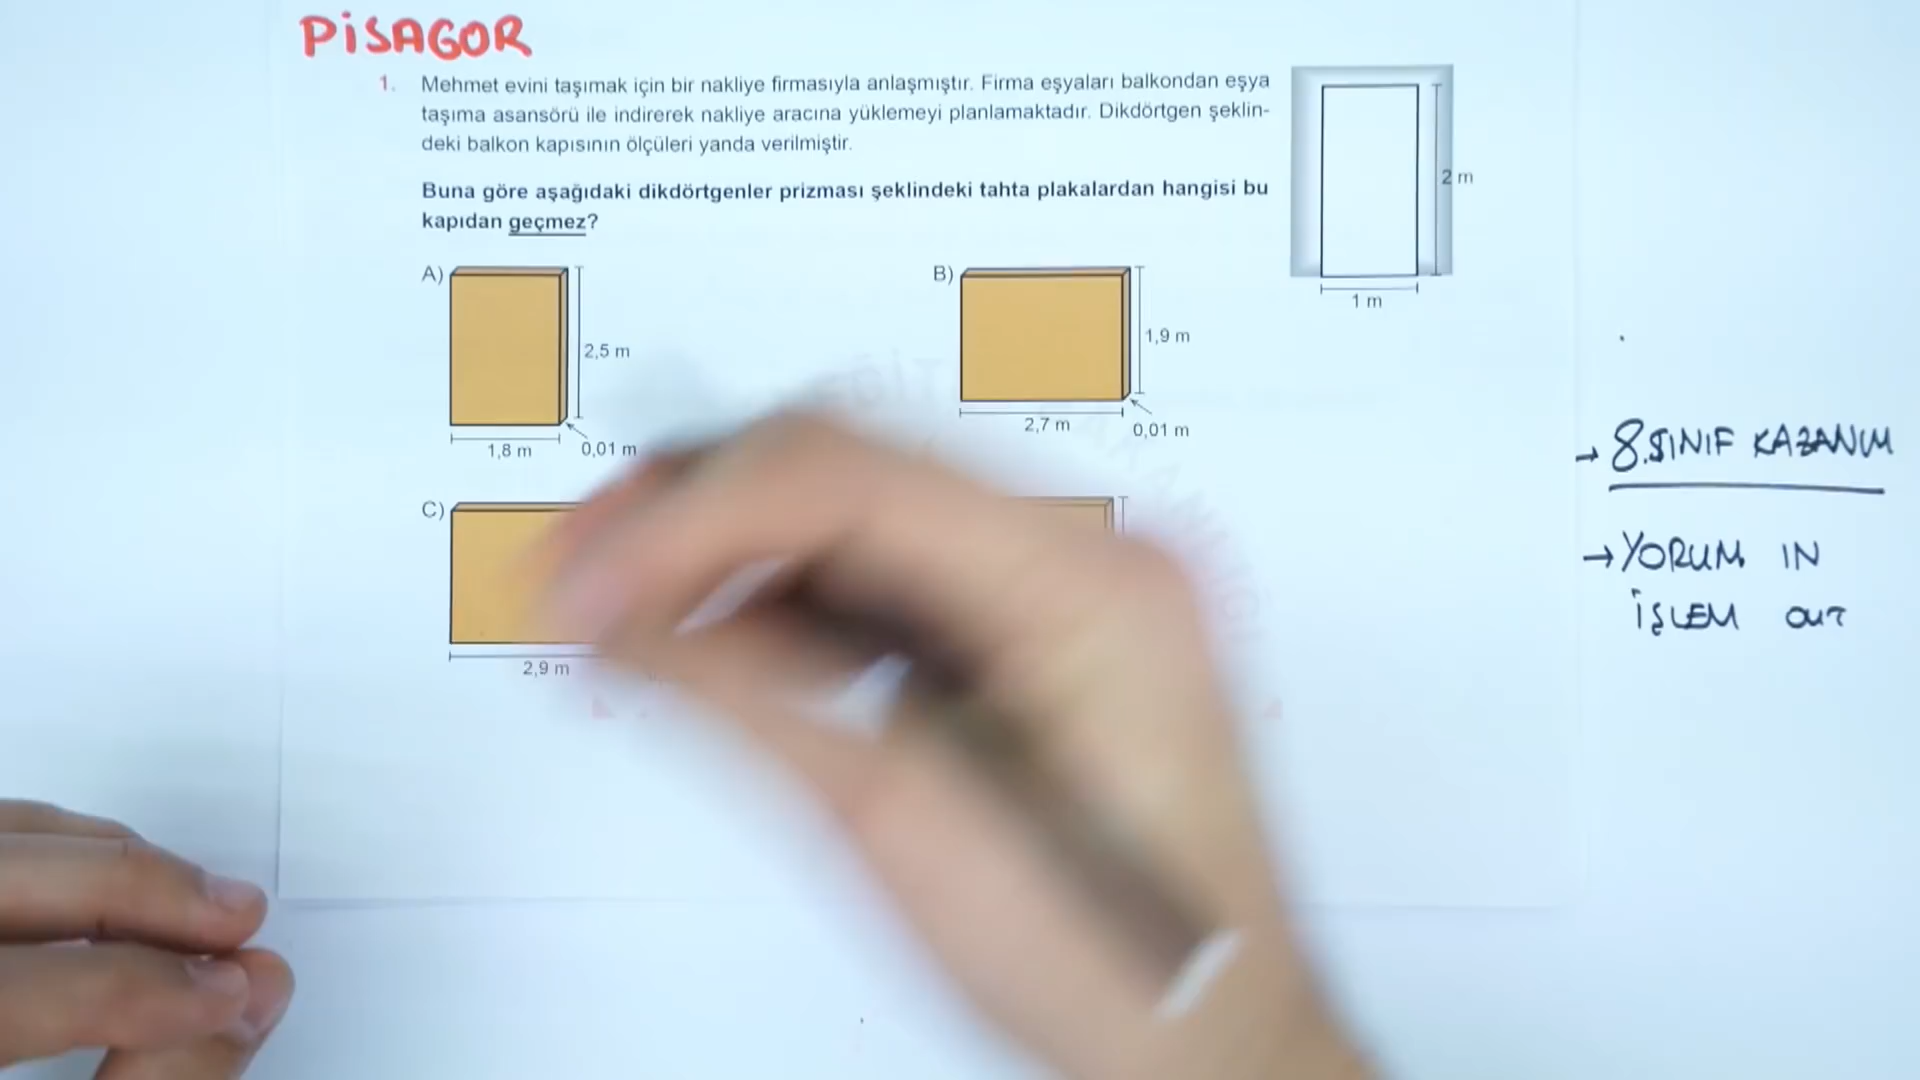 PİSAGOR
1. Mehmet evini taşımak için bir nakliye firmasıyla anlaşmıştır. Firma eşyaları balkondan eşya
taşıma asansörü ile indirerek nakliye aracına yüklemeyi planlamaktadır. Dikdörtgen şeklin-
deki balkon kapısının ölçüleri yanda verilmiştir.
Buna göre aşağıdaki dikdörtgenler prizması şeklindeki tahta plakalardan hangisi bu
kapıdan geçmez?
2 m
1 m
A)
2,5 m
1,8 m
0,01 m
B)
1,9 m
2,7 m
0,01 m
C)
2,9 m
→ 8.SINIF KAZANIM
→ YORUM IN
İŞLEM OUT